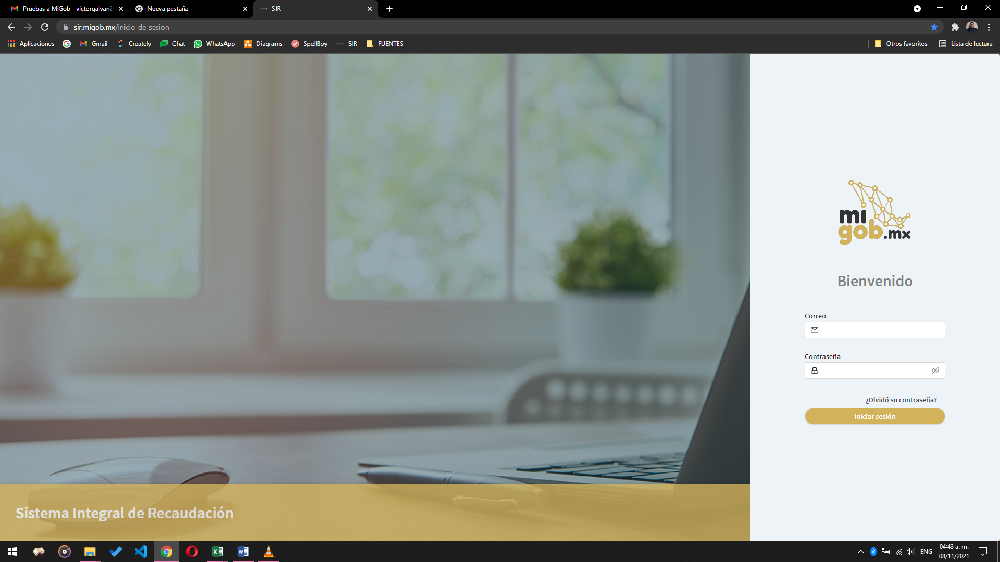 Pruebas a MiGob - victorgalvan2
Nueva pestaña
SIR
sir.migob.mx/inicio-de-sesion
Aplicaciones
Gmail
Creately
Chat
WhatsApp
Diagrams
SpellBoy
SIR
FUENTES
Otros favoritos
Lista de lectura
mi
gob.mx
Bienvenido
Correo
Contraseña
¿Olvidó su contraseña?
Iniciar sesión
Sistema Integral de Recaudación
ENG
04:43 a. m.
08/11/2021